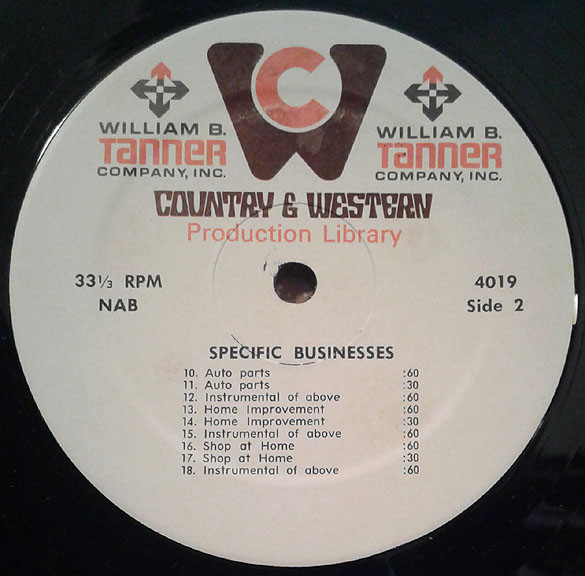 CW
WILLIAM B.
TANNER
COMPANY, INC.
WILLIAM B.
TANNER
COMPANY, INC.
COUNTRY & WESTERN
Production Library
33⅓ RPM
NAB
4019
Side 2
SPECIFIC BUSINESSES
10. Auto parts :60
11. Auto parts :30
12. Instrumental of above :60
13. Home Improvement :60
14. Home Improvement :30
15. Instrumental of above :60
16. Shop at Home :60
17. Shop at Home :30
18. Instrumental of above :60